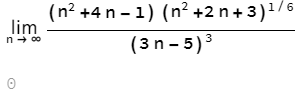 lim n → ∞ (n² +4 n − 1) (n² +2 n + 3)^1/6 / (3 n − 5)³
0